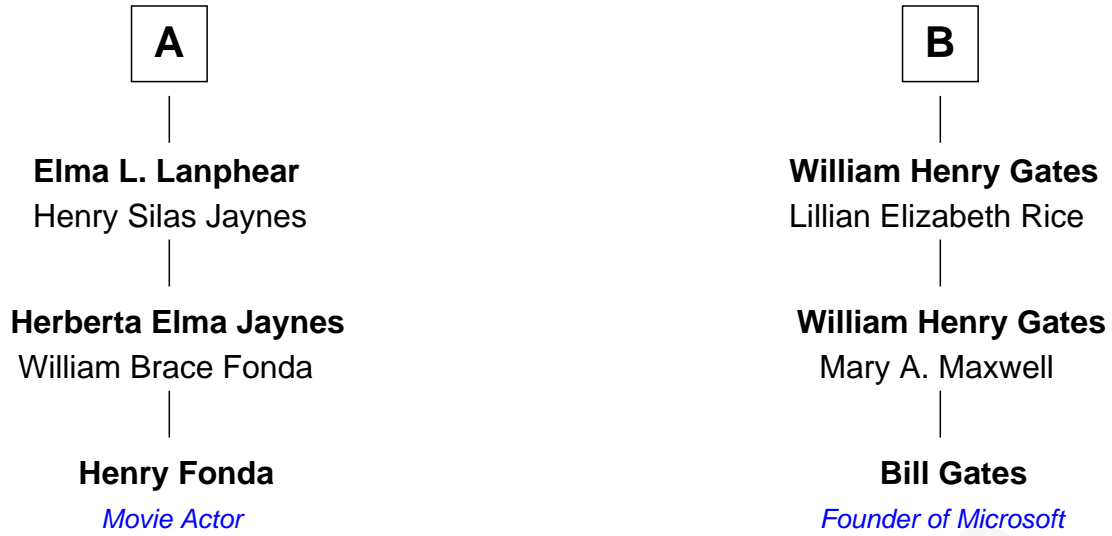 A
B
Elma L. Lanphear
Henry Silas Jaynes
William Henry Gates
Lillian Elizabeth Rice
Herberta Elma Jaynes
William Brace Fonda
William Henry Gates
Mary A. Maxwell
Henry Fonda
Movie Actor
Bill Gates
Founder of Microsoft